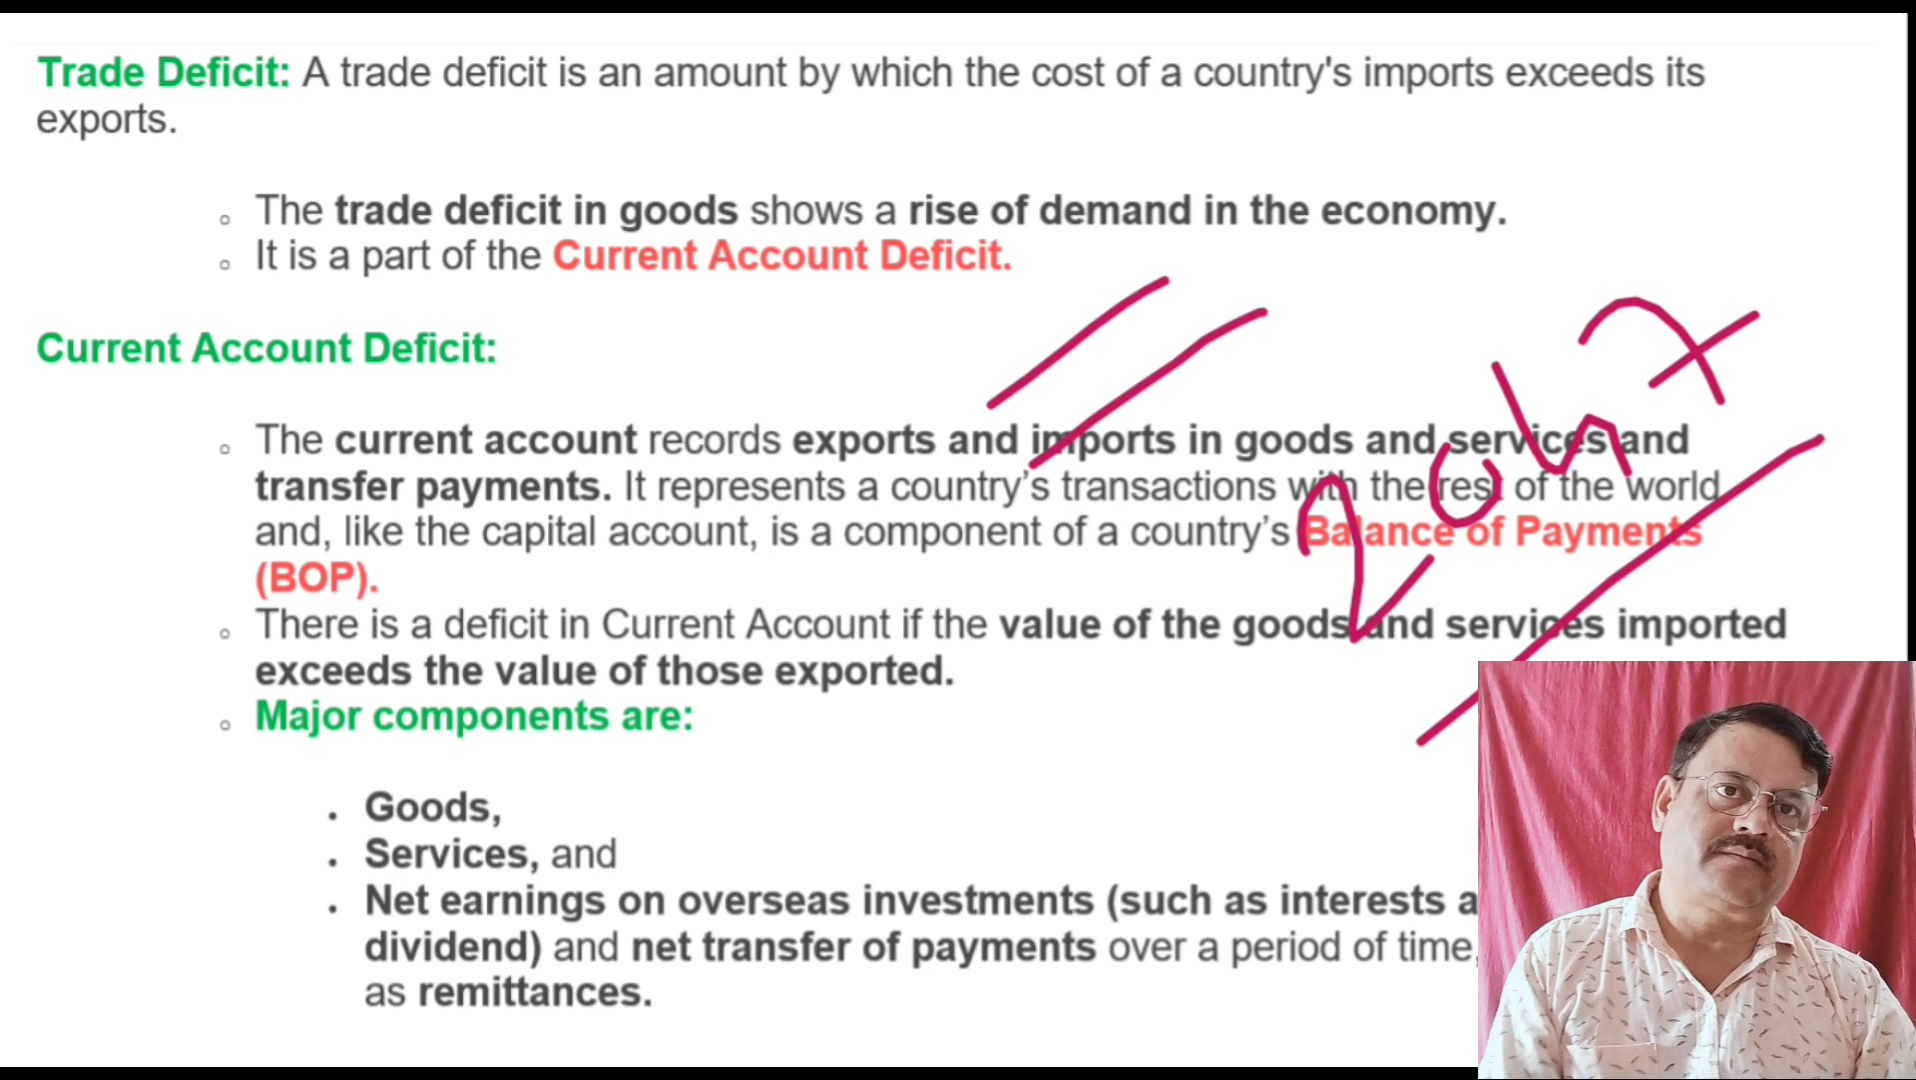 Trade Deficit: A trade deficit is an amount by which the cost of a country's imports exceeds its
exports.
The trade deficit in goods shows a rise of demand in the economy.
It is a part of the Current Account Deficit.
Current Account Deficit:
The current account records exports and imports in goods and services and
transfer payments. It represents a country’s transactions with the rest of the world
and, like the capital account, is a component of a country’s Balance of Payments
(BOP).
There is a deficit in Current Account if the value of the goods and services imported
exceeds the value of those exported.
Major components are:
Goods,
Services, and
Net earnings on overseas investments (such as interests
dividend) and net transfer of payments over a period of time,
as remittances.